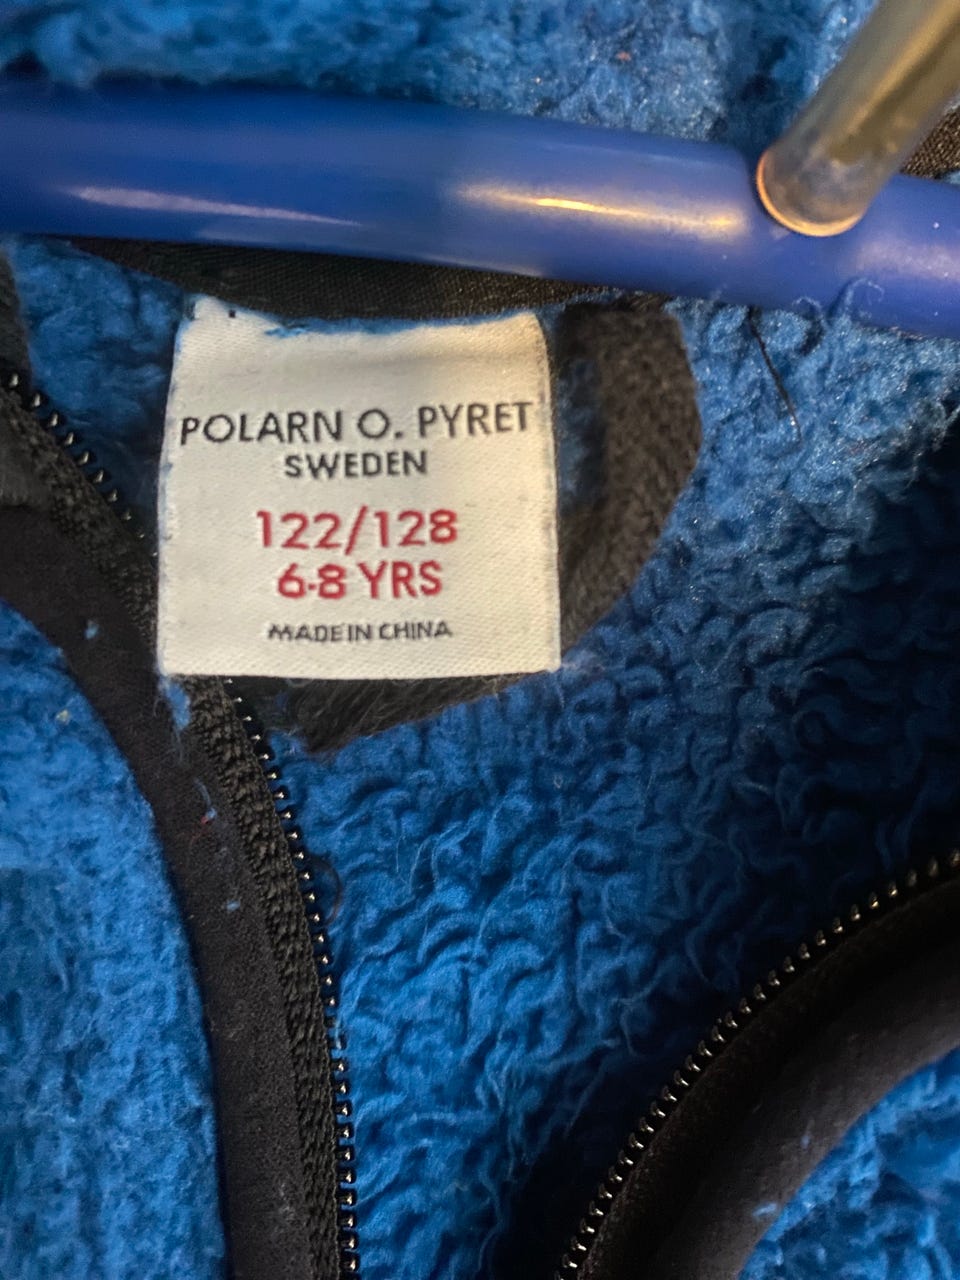 POLARN O. PYRET
SWEDEN
122/128
6-8 YRS
MADE IN CHINA